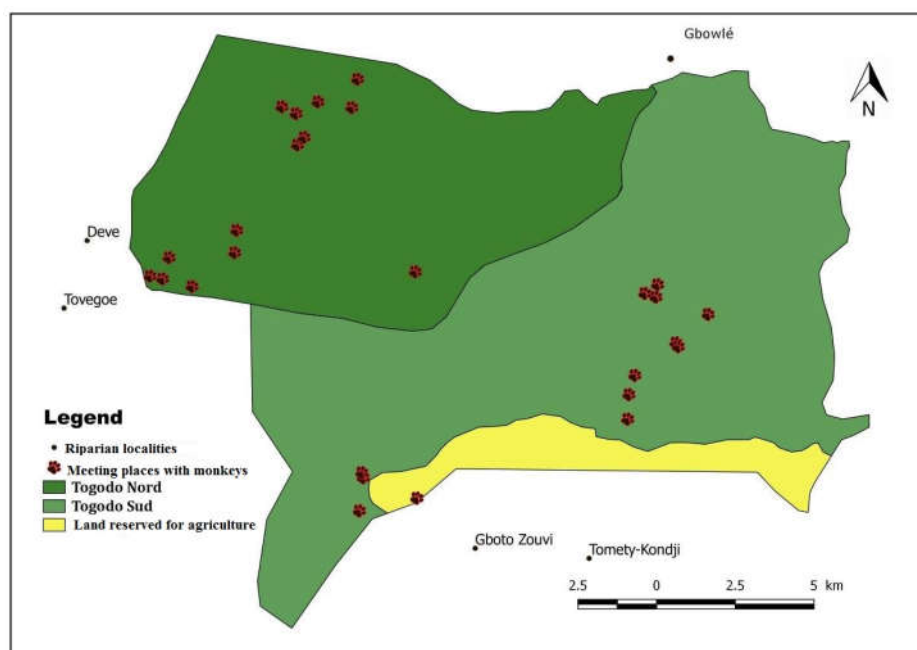 Gbowlé
N
Deve
Tovegoe
Legend
Riparian localities
Meeting places with monkeys
Togodo Nord
Togodo Sud
Land reserved for agriculture
Gboto Zouvi
Tomety-Kondji
2.5 0 2.5 5 km